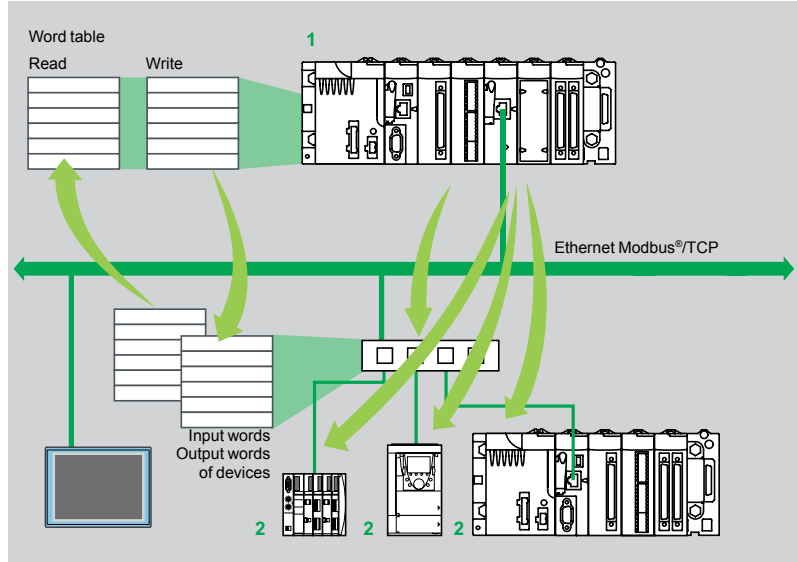 Word table
1
Read
Write
Ethernet Modbus®/TCP
Input words
Output words
of devices
2
2
2